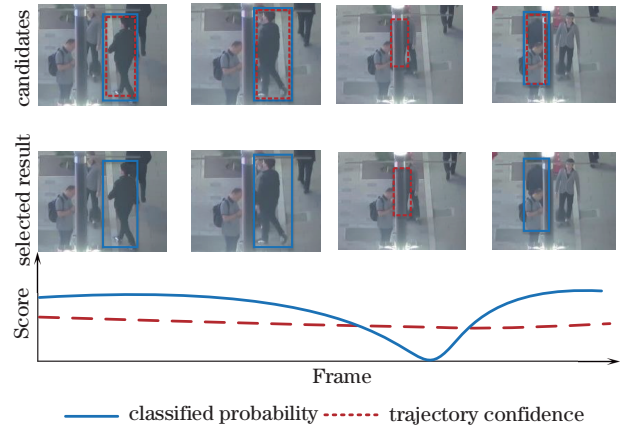 candidates
selected result
Score
Frame
classified probability
trajectory confidence